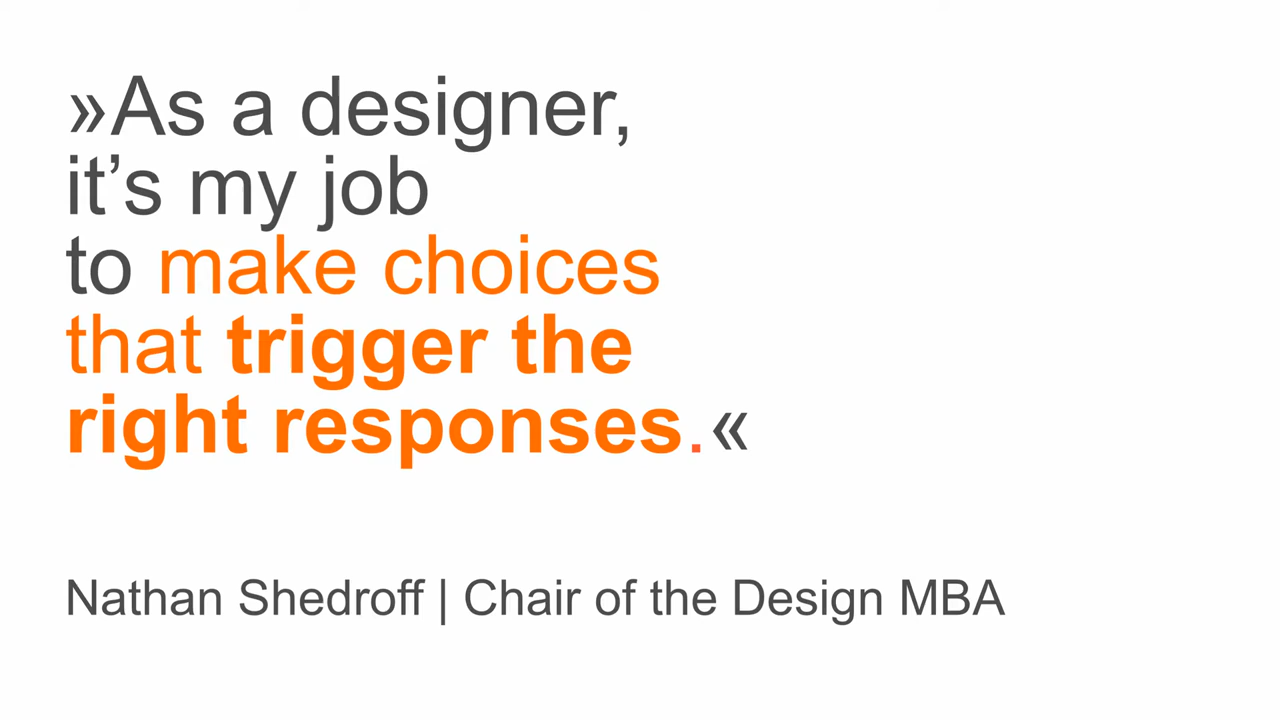 »As a designer,
it’s my job
to make choices
that trigger the
right responses.«
Nathan Shedroff | Chair of the Design MBA